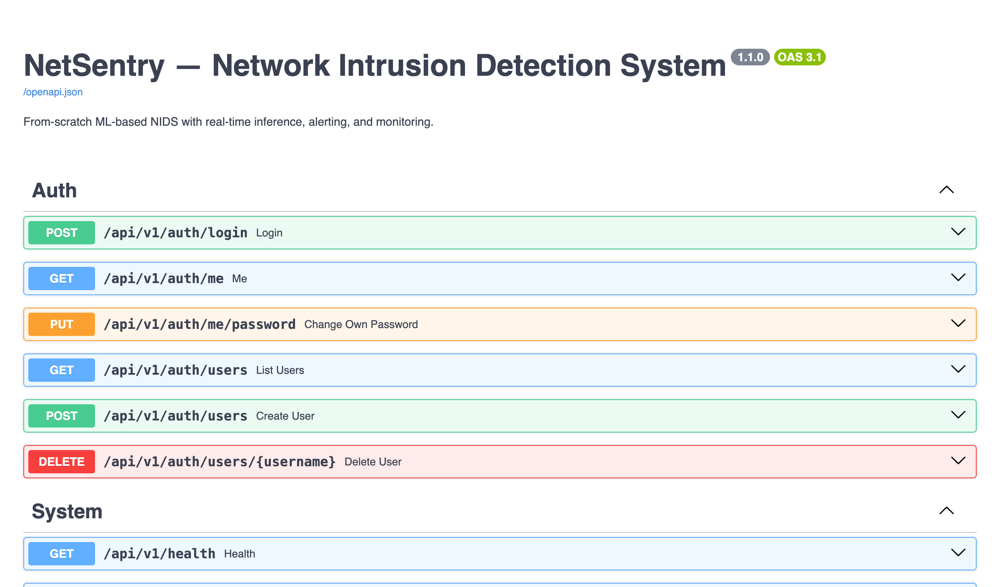 NetSentry — Network Intrusion Detection System 1.1.0 OAS 3.1
/openapi.json
From-scratch ML-based NIDS with real-time inference, alerting, and monitoring.
Auth
POST /api/v1/auth/login Login
GET /api/v1/auth/me Me
PUT /api/v1/auth/me/password Change Own Password
GET /api/v1/auth/users List Users
POST /api/v1/auth/users Create User
DELETE /api/v1/auth/users/{username} Delete User
System
GET /api/v1/health Health